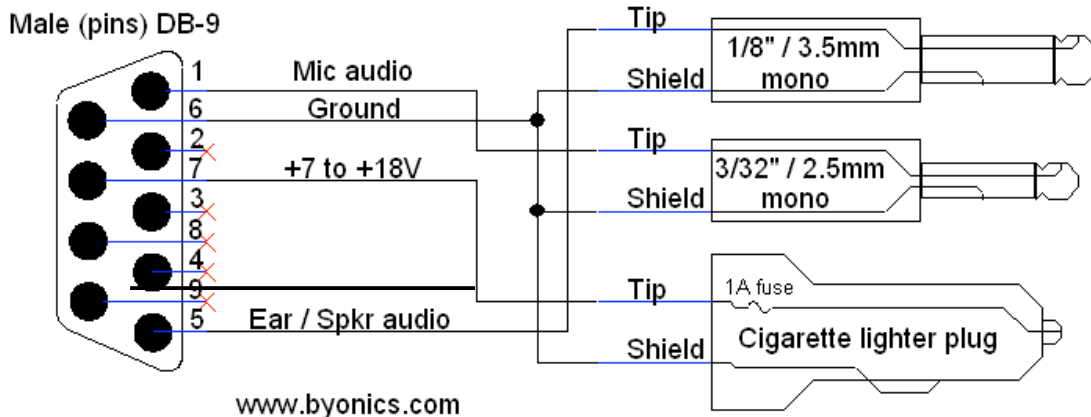 Male (pins) DB-9
1
Mic audio
6
Ground
2
7
+7 to +18V
3
8
4
9
5
Ear / Spkr audio
www.byonics.com
Tip
1/8" / 3.5mm
mono
Shield
Tip
3/32" / 2.5mm
mono
Shield
Tip
1A fuse
Cigarette lighter plug
Shield